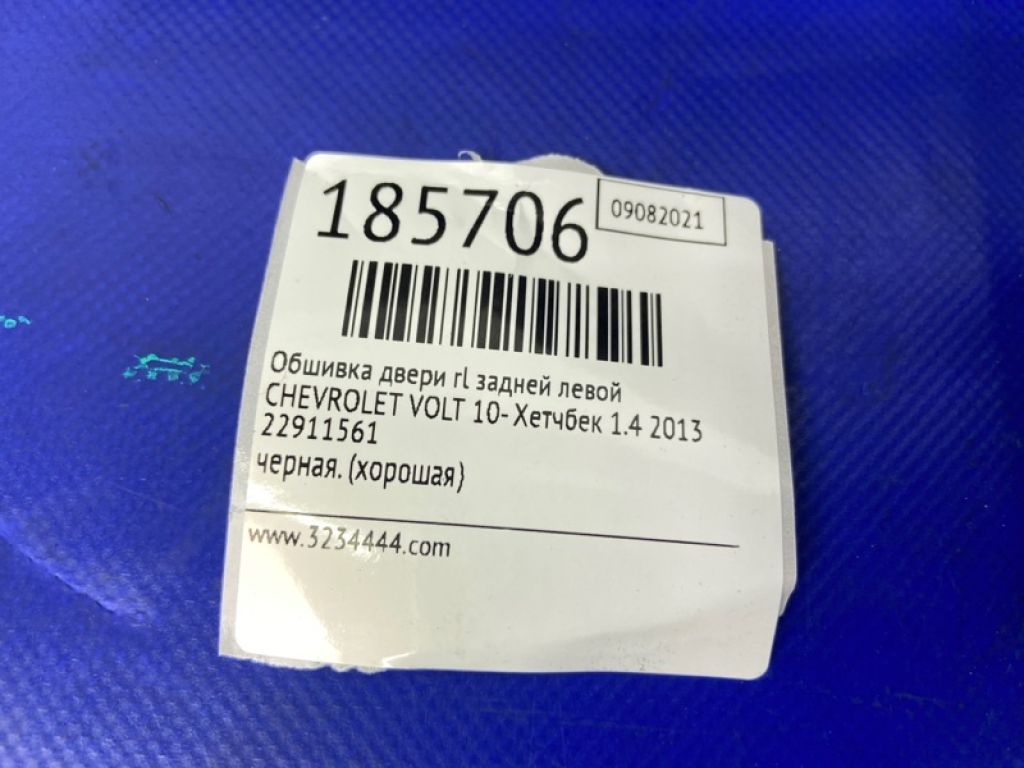 185706
09082021
Обшивка двери rl задней левой
CHEVROLET VOLT 10- Хетчбек 1.4 2013
22911561
черная. (хорошая}
www.3234444.com